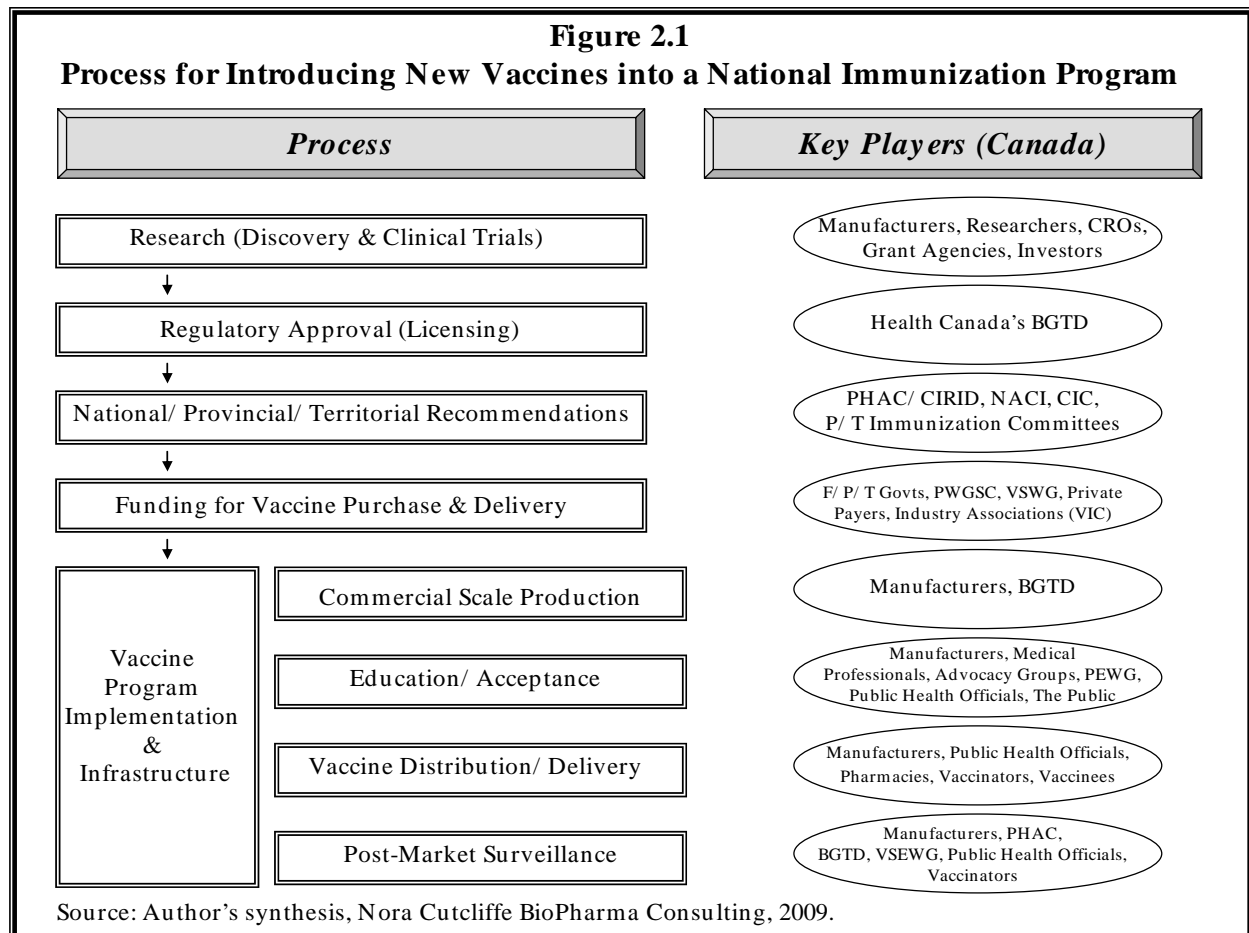 Figure 2.1
Process for Introducing New Vaccines into a National Immunization Program
Process
Key Players (Canada)
Research (Discovery & Clinical Trials)
Manufacturers, Researchers, CROs,
Grant Agencies, Investors
Regulatory Approval (Licensing)
Health Canada's BGTD
National/ Provincial/ Territorial Recommendations
PHAC/ CIRID, NACI, CIC,
P/ T Immunization Committees
Funding for Vaccine Purchase & Delivery
F/ P/ T Govts, PWGSC, VSWG, Private
Payers, Industry Associations (VIC)
Vaccine
Program
Implementation
&
Infrastructure
Commercial Scale Production
Manufacturers, BGTD
Education/ Acceptance
Manufacturers, Medical
Professionals, Advocacy Groups, PEWG,
Public Health Officials, The Public
Vaccine Distribution/ Delivery
Manufacturers, Public Health Officials,
Pharmacies, Vaccinators, Vaccinees
Post-Market Surveillance
Manufacturers, PHAC,
BGTD, VSEWG, Public Health Officials,
Vaccinators
Source: Author's synthesis, Nora Cutcliffe BioPharma Consulting, 2009.